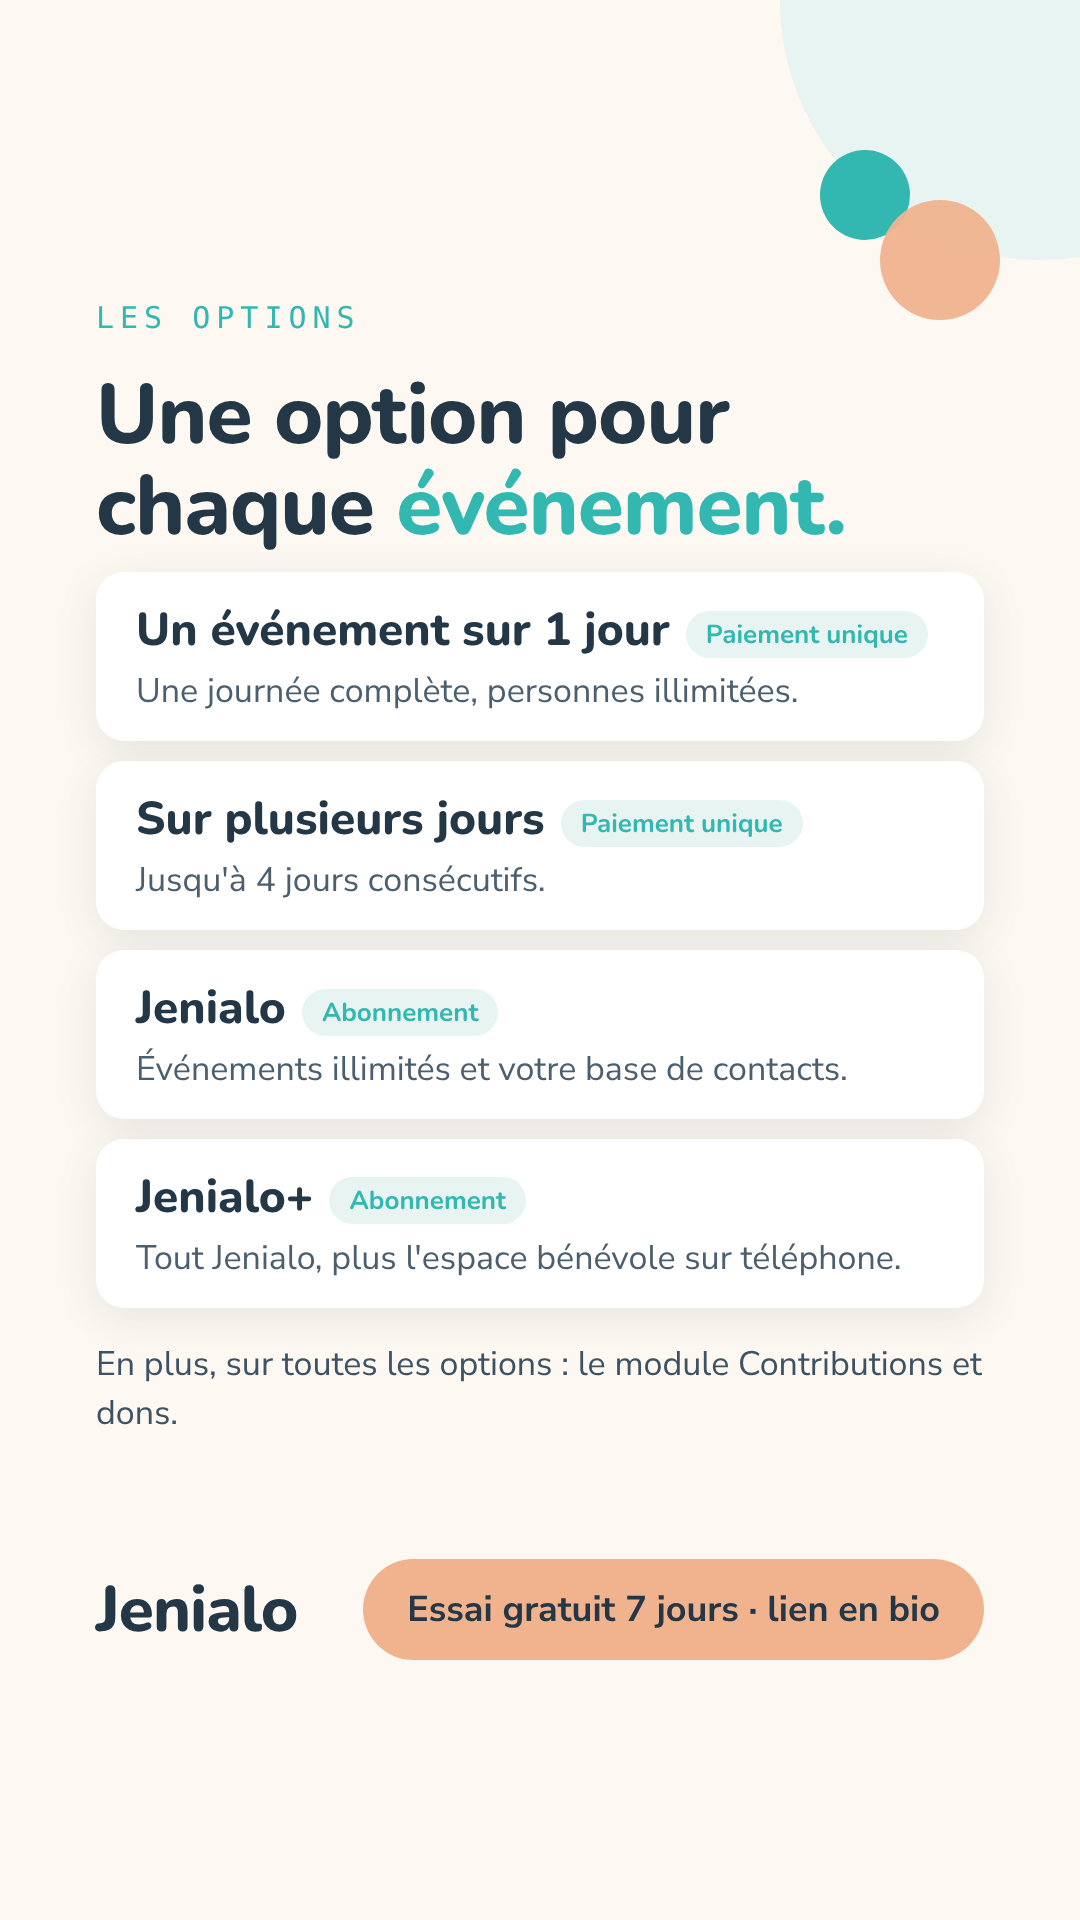 LES OPTIONS
Une option pour
chaque événement.
Un événement sur 1 jour Paiement unique
Une journée complète, personnes illimitées.
Sur plusieurs jours Paiement unique
Jusqu'à 4 jours consécutifs.
Jenialo Abonnement
Événements illimités et votre base de contacts.
Jenialo+ Abonnement
Tout Jenialo, plus l'espace bénévole sur téléphone.
En plus, sur toutes les options : le module Contributions et
dons.
Jenialo Essai gratuit 7 jours · lien en bio